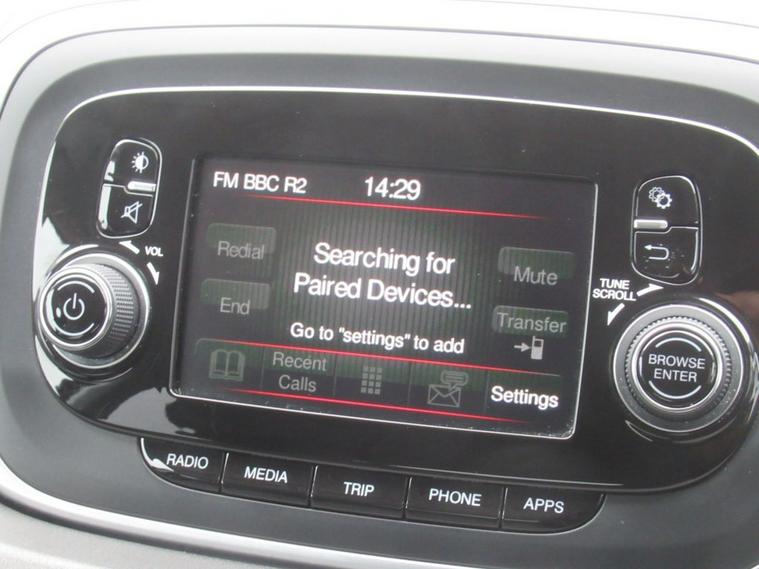 FM BBC R2 14:29
VOL
Redial
Searching for
Paired Devices...
Mute
End
Transfer
Go to "settings" to add
Recent
Calls
Settings
TUNE
SCROLL
BROWSE
ENTER
RADIO MEDIA TRIP PHONE APPS